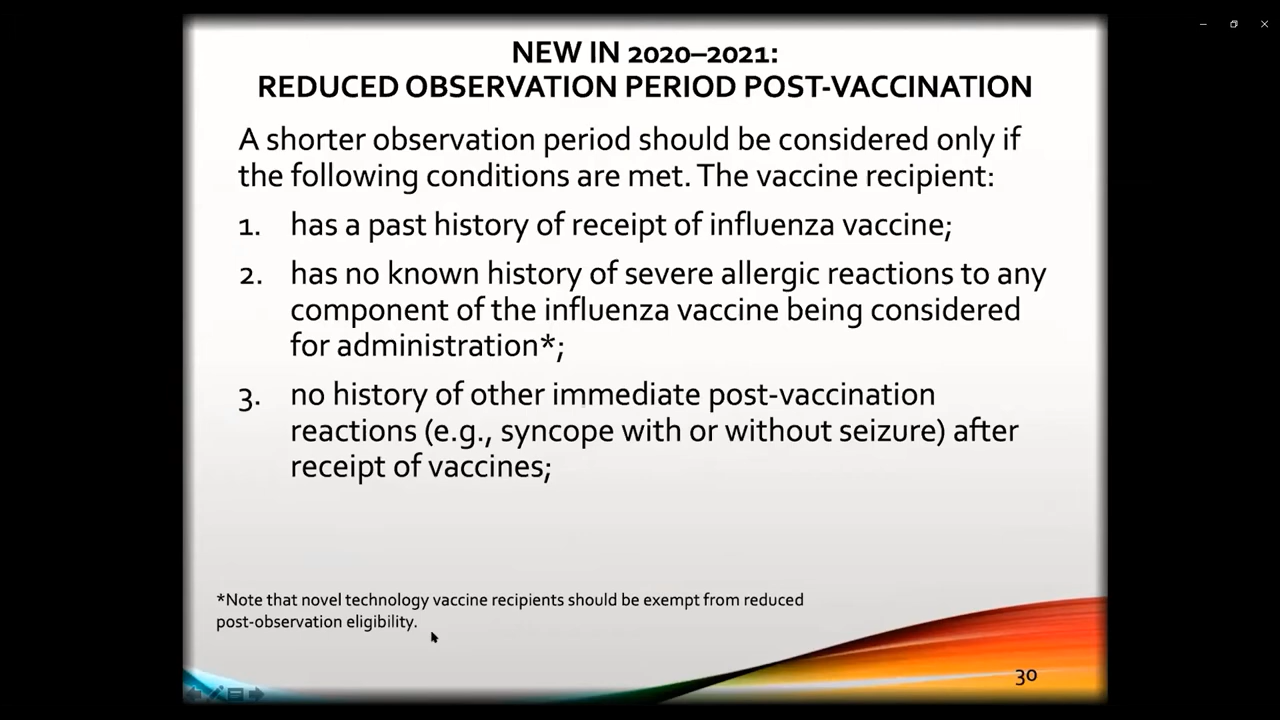 NEW IN 2020–2021:
REDUCED OBSERVATION PERIOD POST-VACCINATION
A shorter observation period should be considered only if
the following conditions are met. The vaccine recipient:
1. has a past history of receipt of influenza vaccine;
2. has no known history of severe allergic reactions to any
component of the influenza vaccine being considered
for administration*;
3. no history of other immediate post-vaccination
reactions (e.g., syncope with or without seizure) after
receipt of vaccines;
*Note that novel technology vaccine recipients should be exempt from reduced
post-observation eligibility.
30